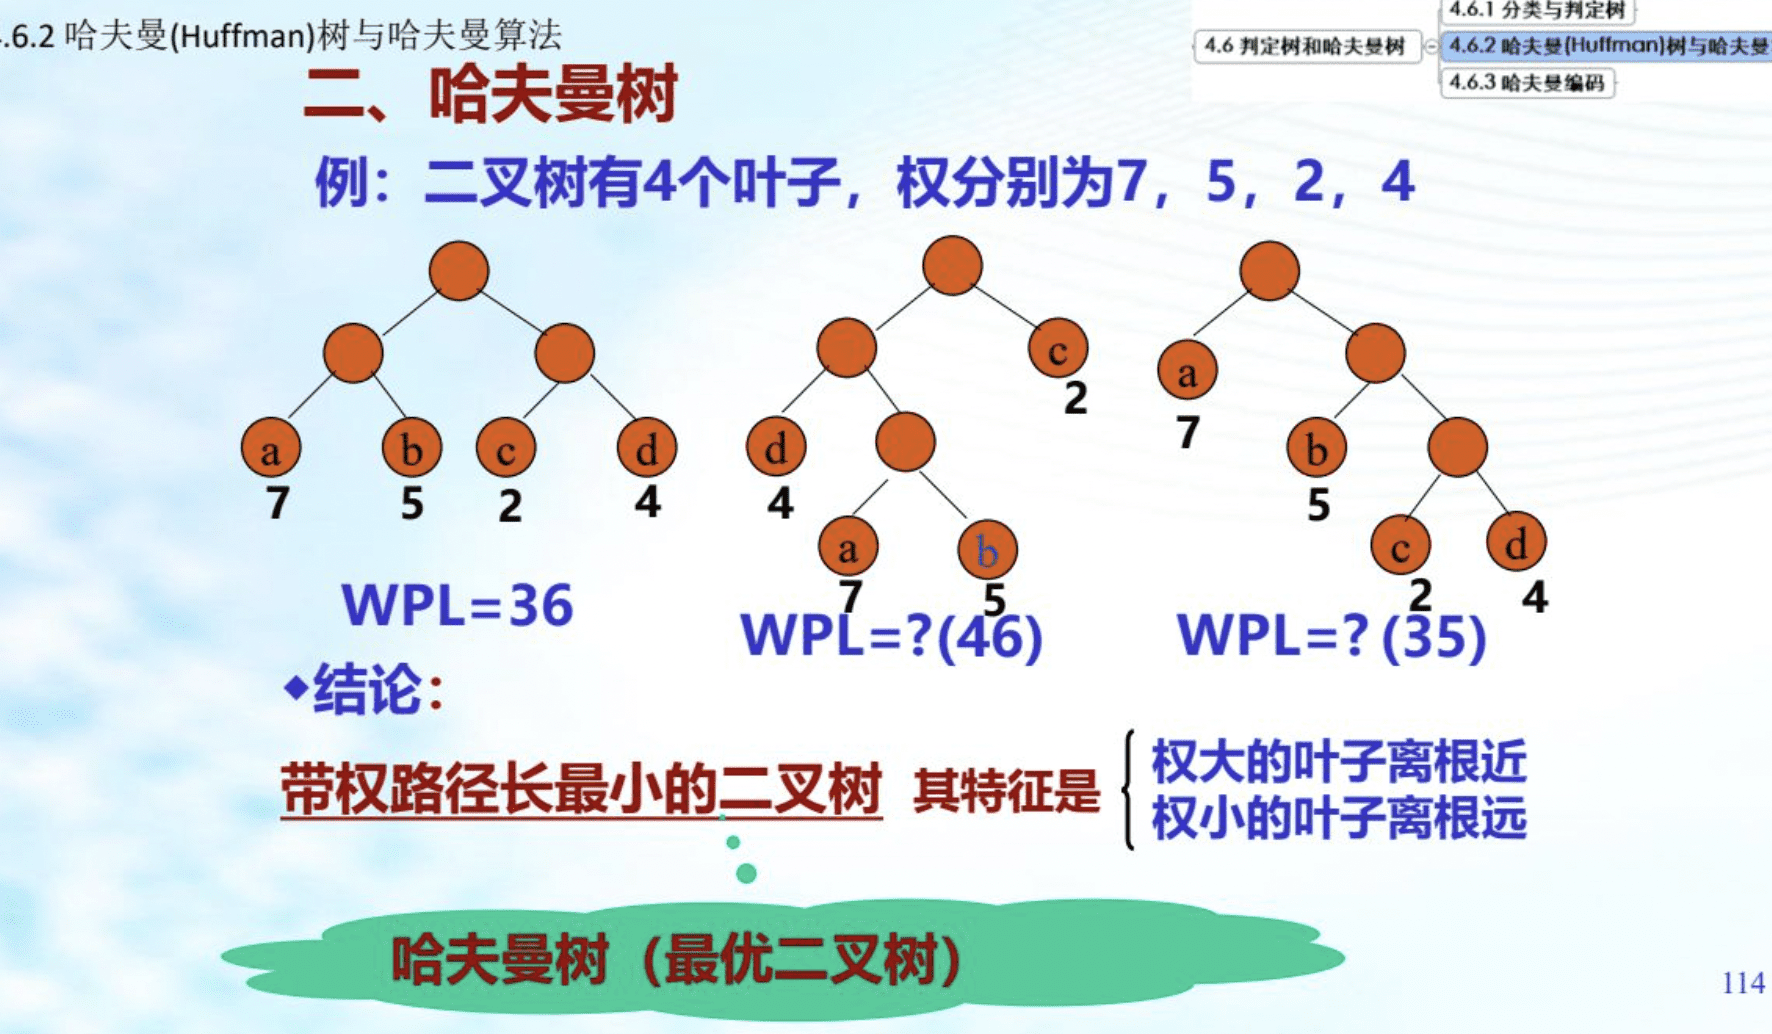 .6.2 哈夫曼(Huffman)树与哈夫曼算法
4.6 判定树和哈夫曼树
4.6.1 分类与判定树
4.6.2 哈夫曼(Huffman)树与哈夫曼
4.6.3 哈夫曼编码
二、哈夫曼树
例：二叉树有4个叶子，权分别为7，5，2，4
a b c d
7 5 2 4
WPL=36
c
2
d
4
a b
7 5
WPL=?(46)
a
7
b
5
c d
2 4
WPL=? (35)
◆结论：
带权路径长最小的二叉树 其特征是
权大的叶子离根近
权小的叶子离根远
哈夫曼树（最优二叉树）
114